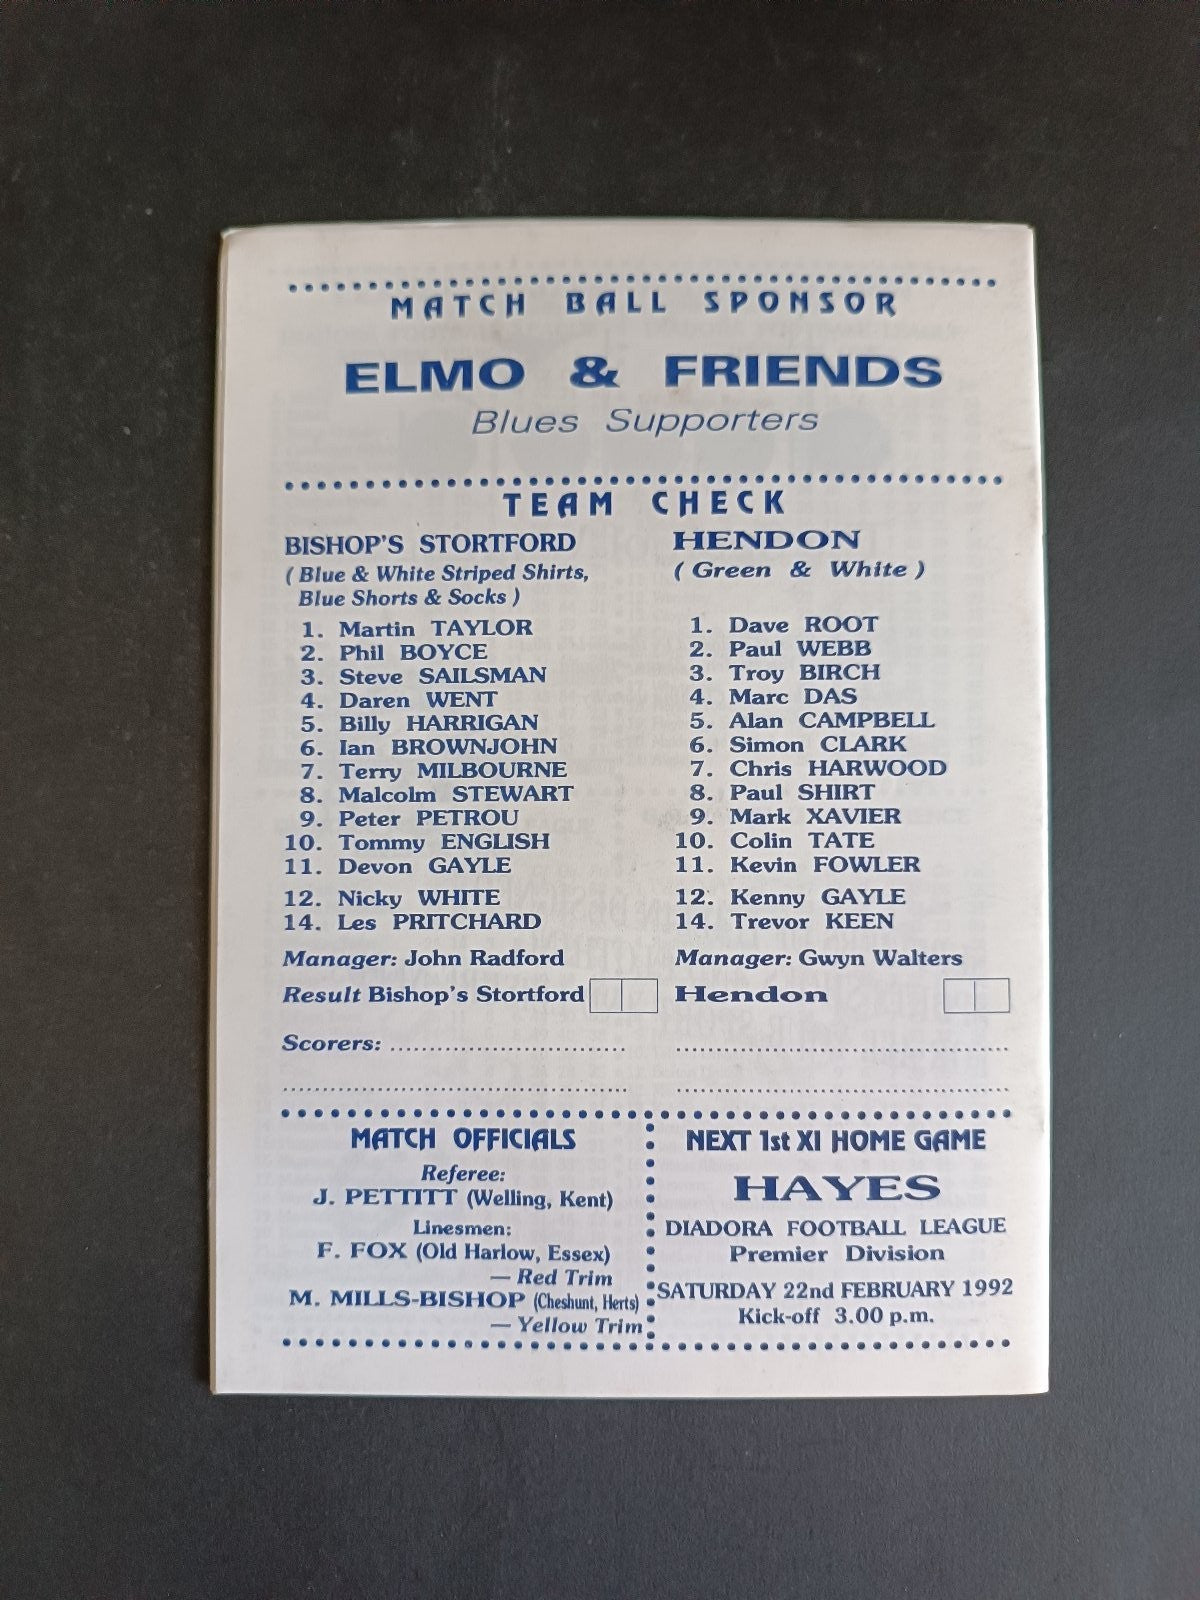 MATCH BALL SPONSOR
ELMO & FRIENDS
Blues Supporters
TEAM CHECK
BISHOP'S STORTFORD
( Blue & White Striped Shirts,
Blue Shorts & Socks )
1. Martin TAYLOR
2. Phil BOYCE
3. Steve SAILSMAN
4. Daren WENT
5. Billy HARRIGAN
6. Ian BROWNJOHN
7. Terry MILBOURNE
8. Malcolm STEWART
9. Peter PETROU
10. Tommy ENGLISH
11. Devon GAYLE
12. Nicky WHITE
14. Les PRITCHARD
Manager: John Radford
HENDON
( Green & White )
1. Dave ROOT
2. Paul WEBB
3. Troy BIRCH
4. Marc DAS
5. Alan CAMPBELL
6. Simon CLARK
7. Chris HARWOOD
8. Paul SHIRT
9. Mark XAVIER
10. Colin TATE
11. Kevin FOWLER
12. Kenny GAYLE
14. Trevor KEEN
Manager: Gwyn Walters
Result Bishop's Stortford
Hendon
Scorers:
MATCH OFFICIALS
Referee:
J. PETTITT (Welling, Kent)
Linesmen:
F. FOX (Old Harlow, Essex)
— Red Trim
M. MILLS-BISHOP (Cheshunt, Herts)
— Yellow Trim
NEXT 1st XI HOME GAME
HAYES
DIADORA FOOTBALL LEAGUE
Premier Division
SATURDAY 22nd FEBRUARY 1992
Kick-off 3.00 p.m.